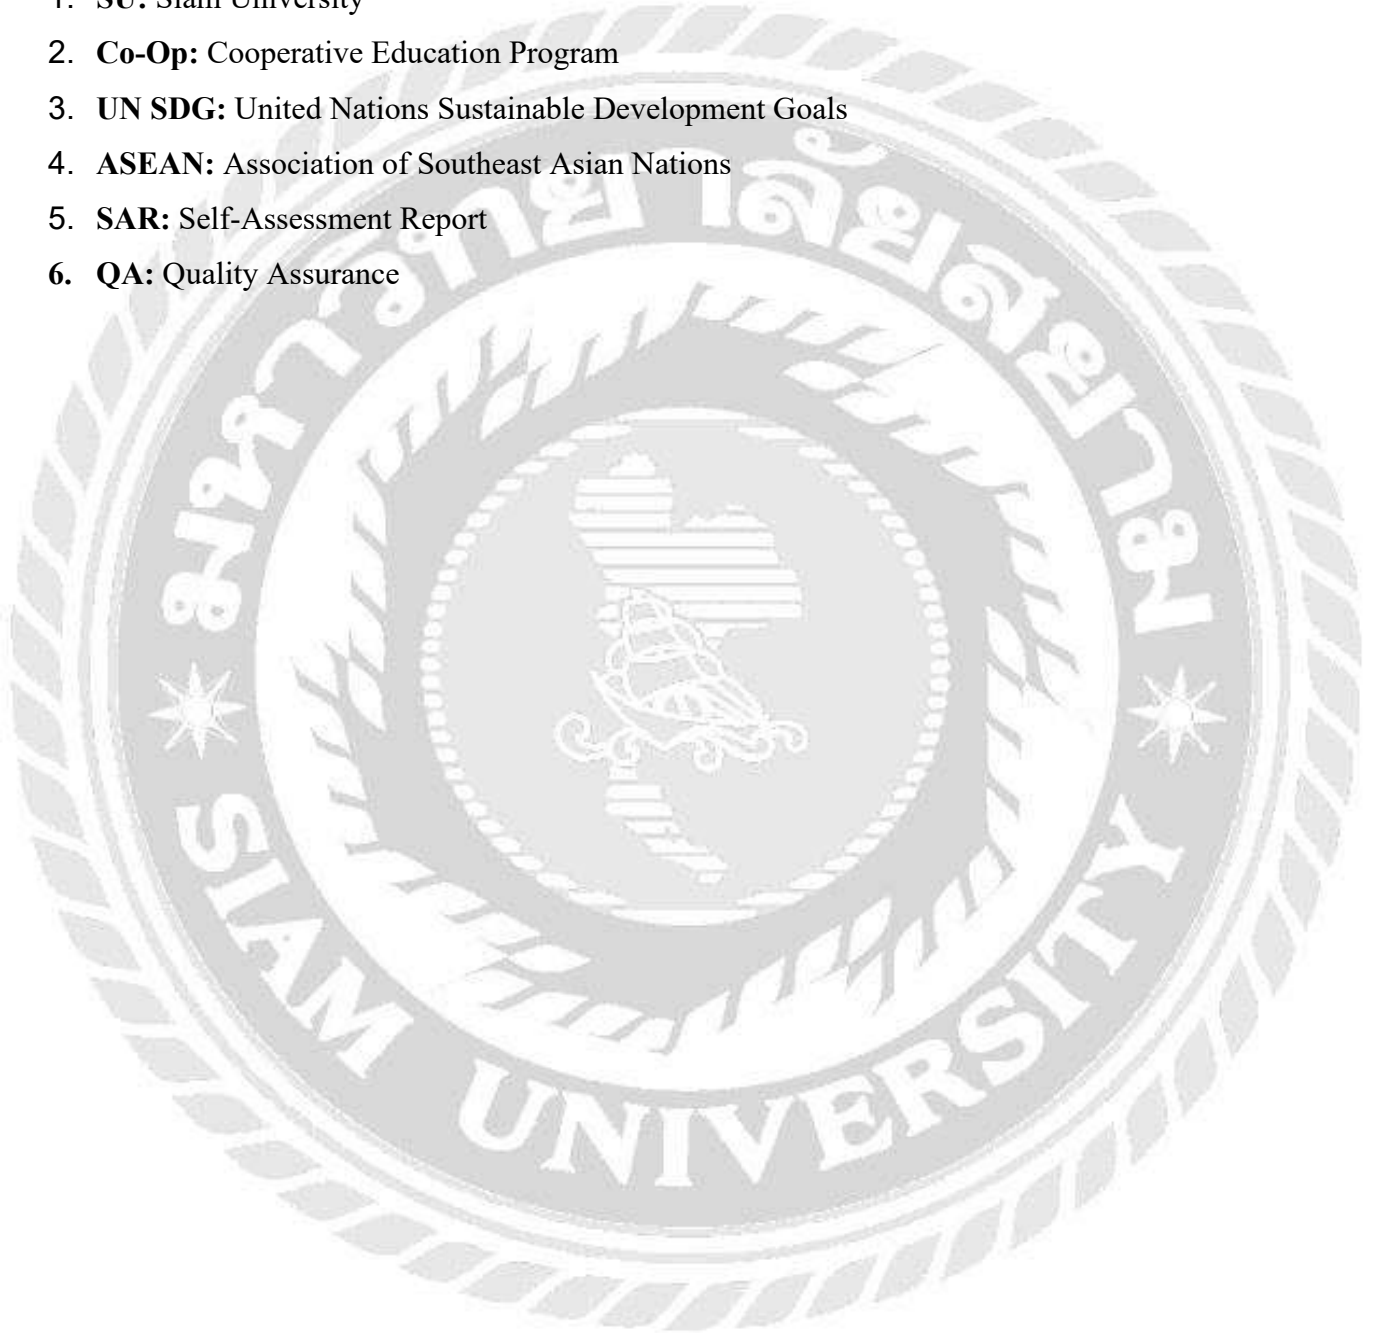 1. SU: Siam University
2. Co-Op: Cooperative Education Program
3. UN SDG: United Nations Sustainable Development Goals
4. ASEAN: Association of Southeast Asian Nations
5. SAR: Self-Assessment Report
6. QA: Quality Assurance
มหาวิทยาลัยสยาม
SIAM UNIVERSITY